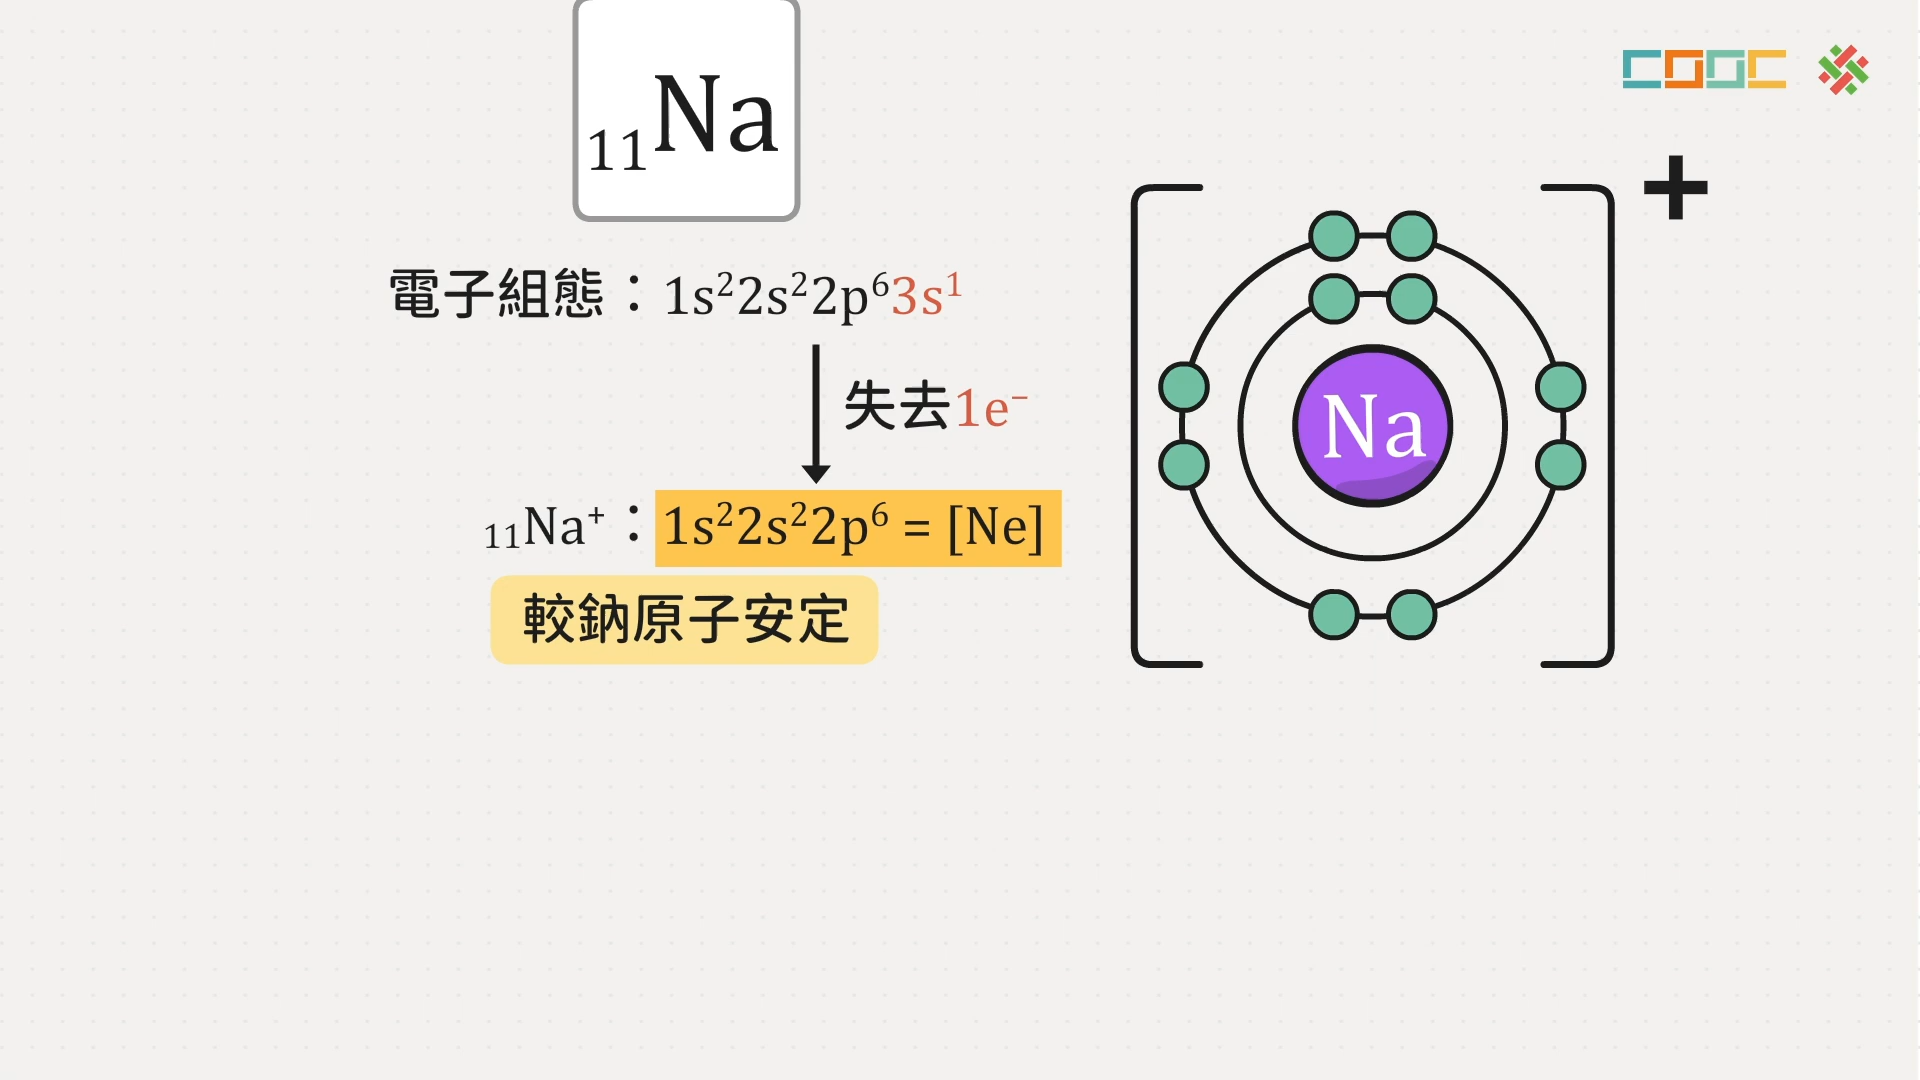 ₁₁Na
電子組態：1s²2s²2p⁶3s¹
失去1e⁻
₁₁Na⁺：1s²2s²2p⁶ = [Ne]
較鈉原子安定
COOC
+
Na